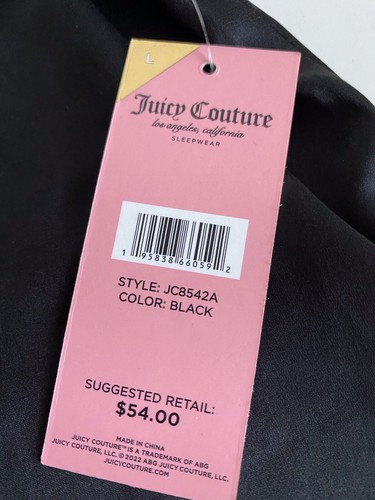 L
Juicy Couture
los angeles, california
SLEEPWEAR
1 95838 66059 2
STYLE: JC8542A
COLOR: BLACK
SUGGESTED RETAIL:
$54.00
MADE IN CHINA
JUICY COUTURE™ IS A TRADEMARK OF ABG
JUICY COUTURE, LLC. © 2022 ABG JUICY COUTURE, LLC.
JUICYCOUTURE.COM